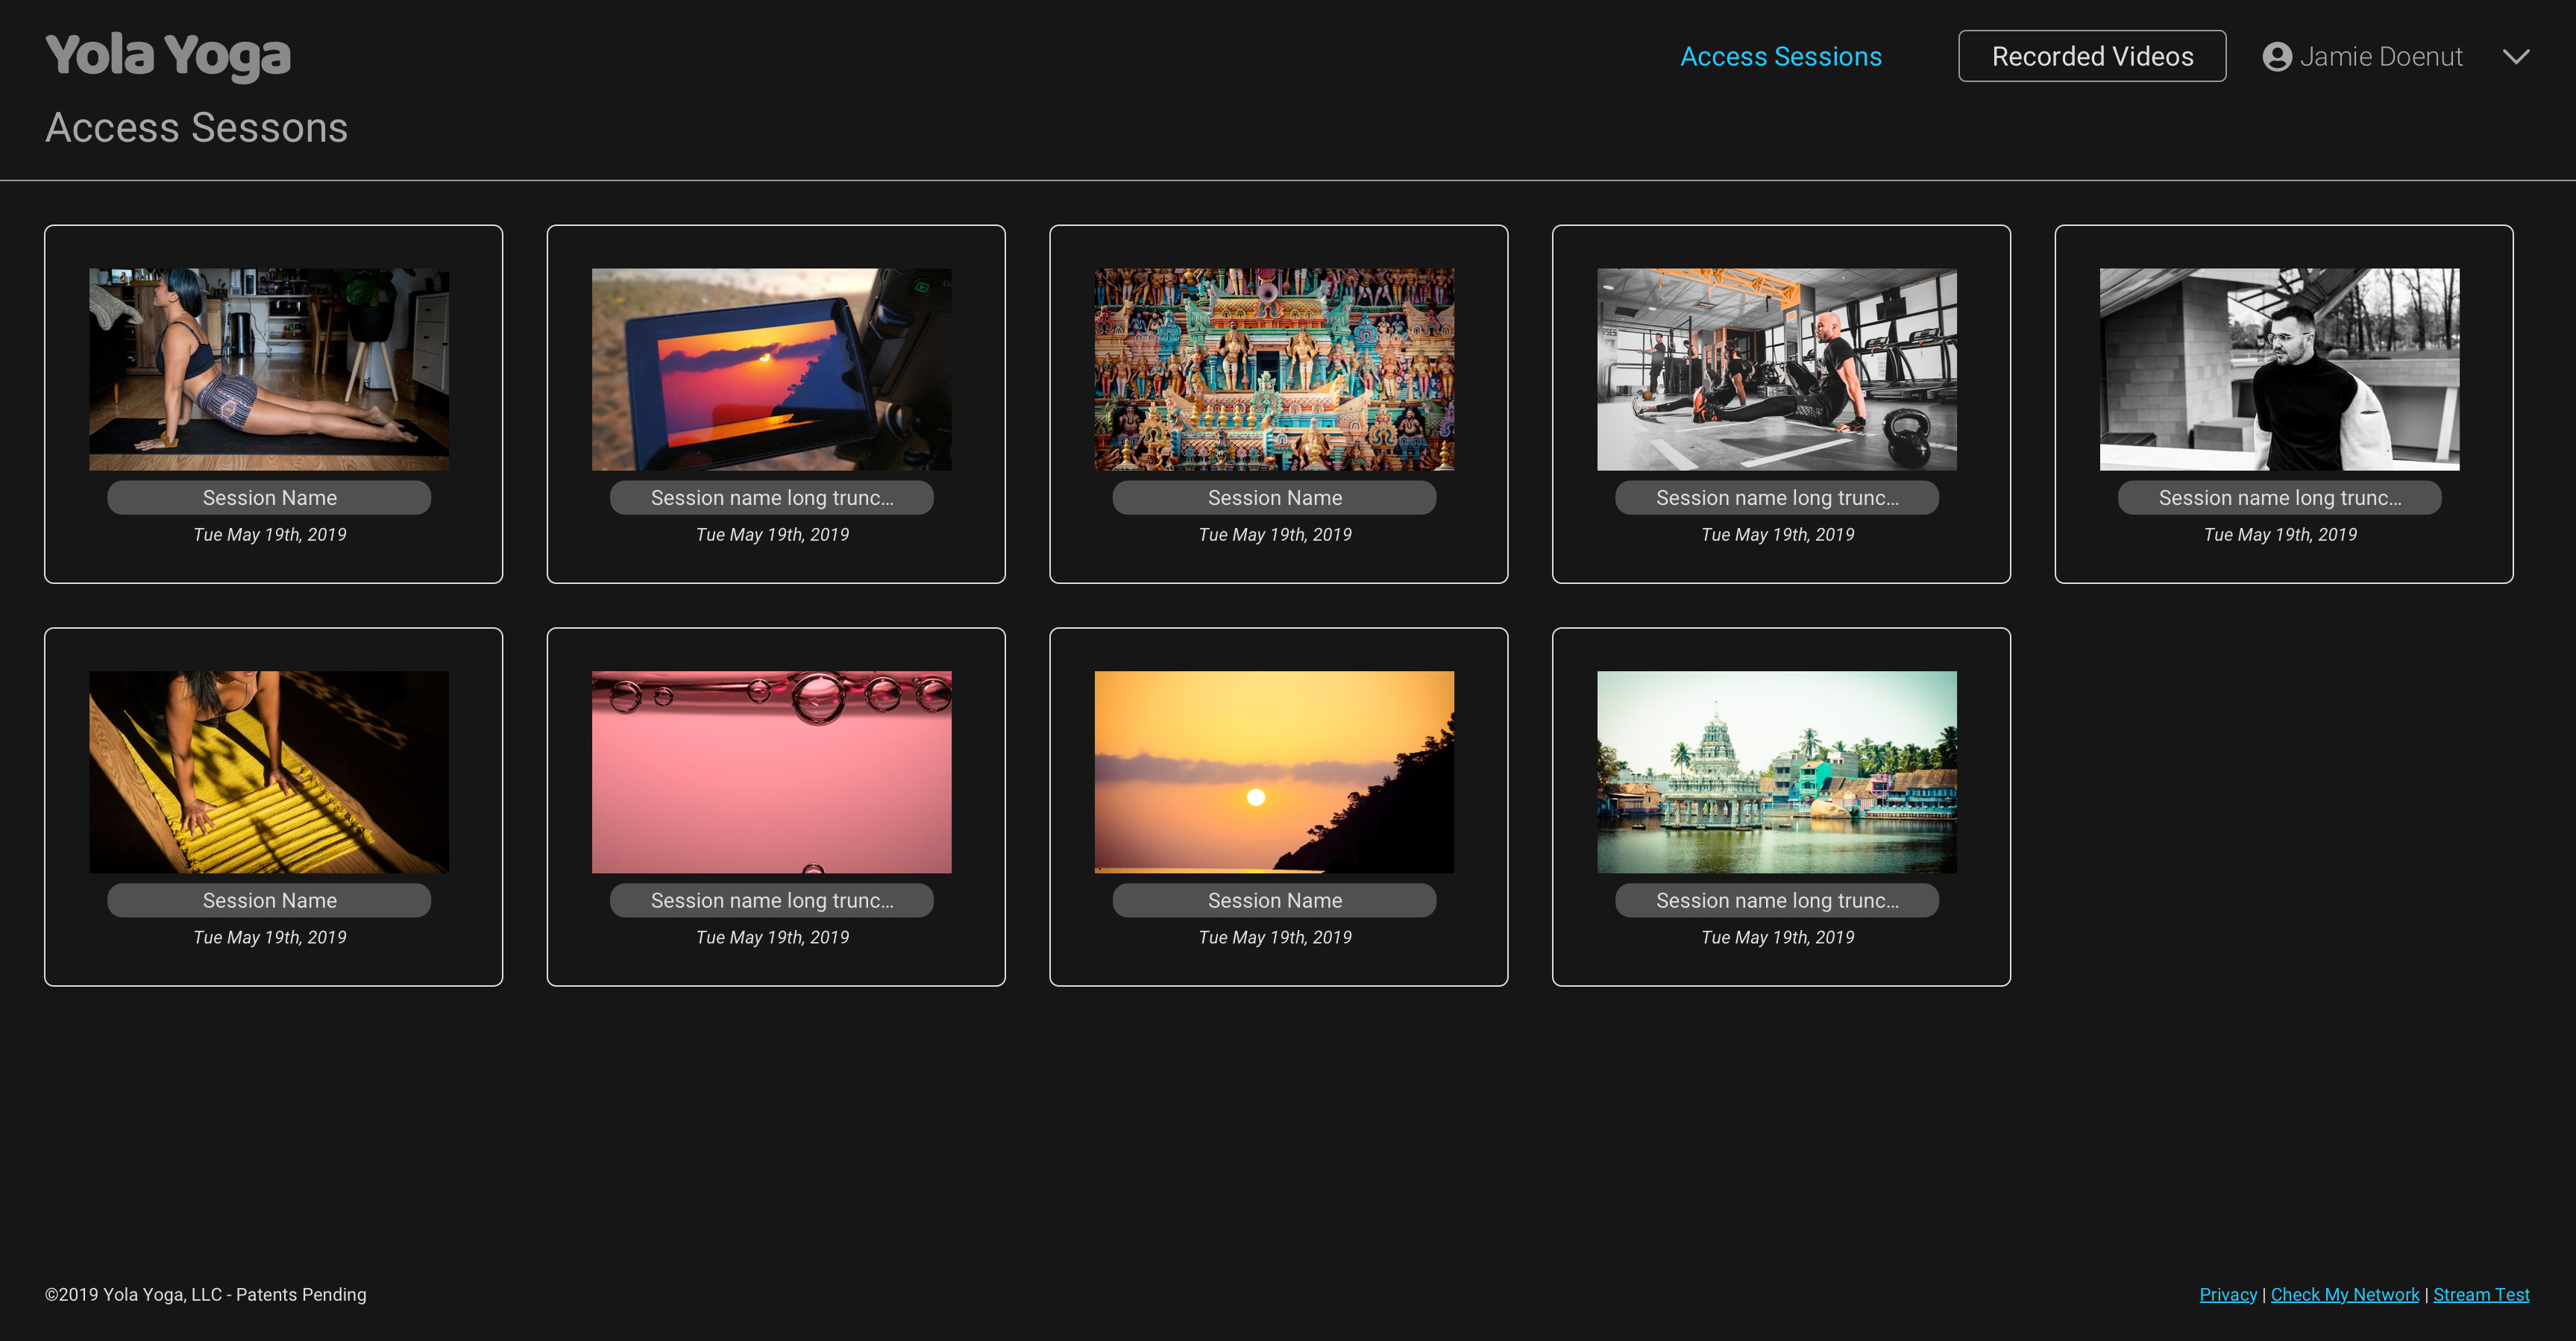 Yola Yoga
Access Sessions
Recorded Videos
Jamie Doenut
Access Sessons
Session Name
Tue May 19th, 2019
Session name long trunc...
Tue May 19th, 2019
Session Name
Tue May 19th, 2019
Session name long trunc...
Tue May 19th, 2019
Session name long trunc...
Tue May 19th, 2019
Session Name
Tue May 19th, 2019
Session name long trunc...
Tue May 19th, 2019
Session Name
Tue May 19th, 2019
Session name long trunc...
Tue May 19th, 2019
©2019 Yola Yoga, LLC - Patents Pending
Privacy | Check My Network | Stream Test